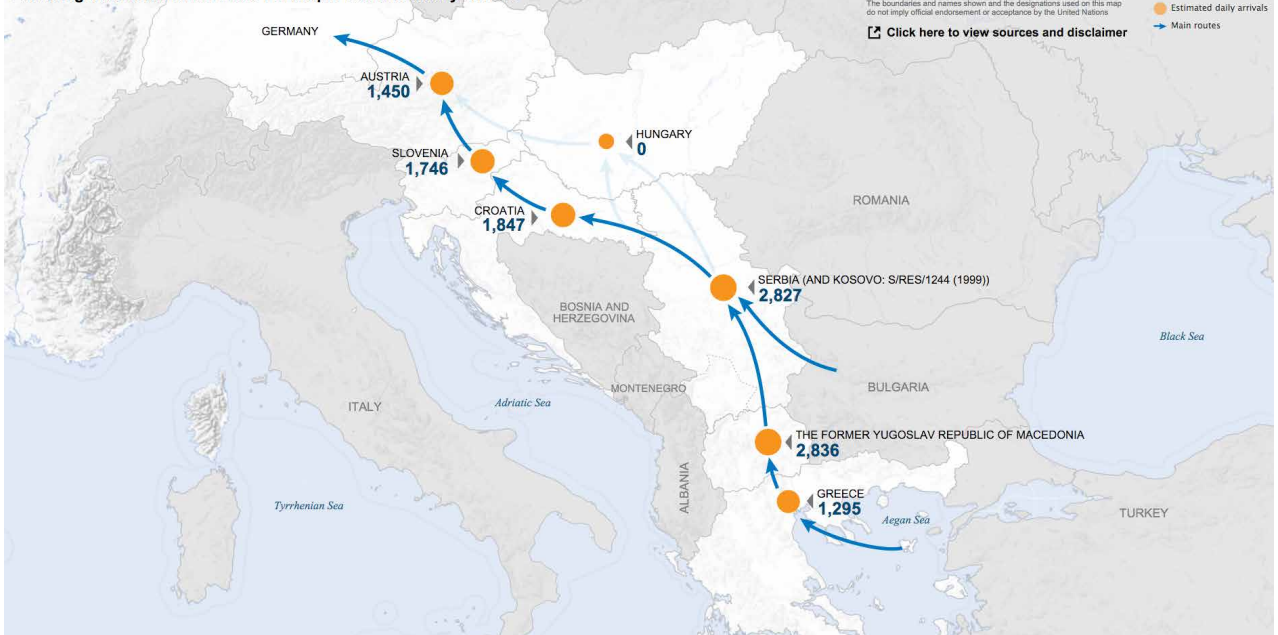 The boundaries and names shown and the designations used on this map
do not imply official endorsement or acceptance by the United Nations
Click here to view sources and disclaimer
Estimated daily arrivals
Main routes
GERMANY
AUSTRIA
1,450
HUNGARY
0
SLOVENIA
1,746
CROATIA
1,847
ROMANIA
SERBIA (AND KOSOVO: S/RES/1244 (1999))
2,827
BOSNIA AND
HERZEGOVINA
Black Sea
MONTENEGRO
BULGARIA
ITALY
Adriatic Sea
THE FORMER YUGOSLAV REPUBLIC OF MACEDONIA
2,836
ALBANIA
GREECE
1,295
Tyrrhenian Sea
Aegan Sea
TURKEY